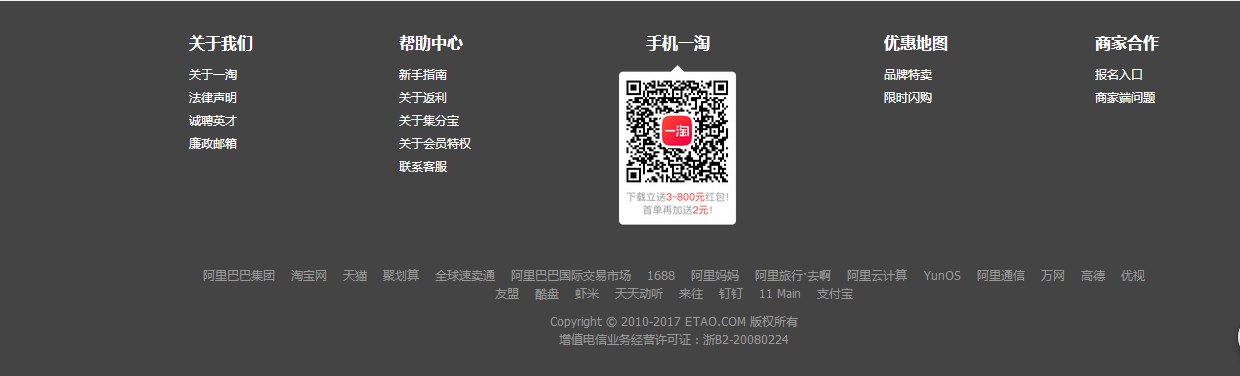 关于我们
关于一淘
法律声明
诚聘英才
廉政邮箱
帮助中心
新手指南
关于返利
关于集分宝
关于会员特权
联系客服
手机一淘
一淘
下载立送3~800元红包!
首单再加送2元!
优惠地图
品牌特卖
限时闪购
商家合作
报名入口
商家端问题
阿里巴巴集团 淘宝网 天猫 聚划算 全球速卖通 阿里巴巴国际交易市场 1688 阿里妈妈 阿里旅行·去啊 阿里云计算 YunOS 阿里通信 万网 高德 优视
友盟 酷盘 虾米 天天动听 来往 钉钉 11 Main 支付宝
Copyright © 2010-2017 ETAO.COM 版权所有
增值电信业务经营许可证：浙B2-20080224